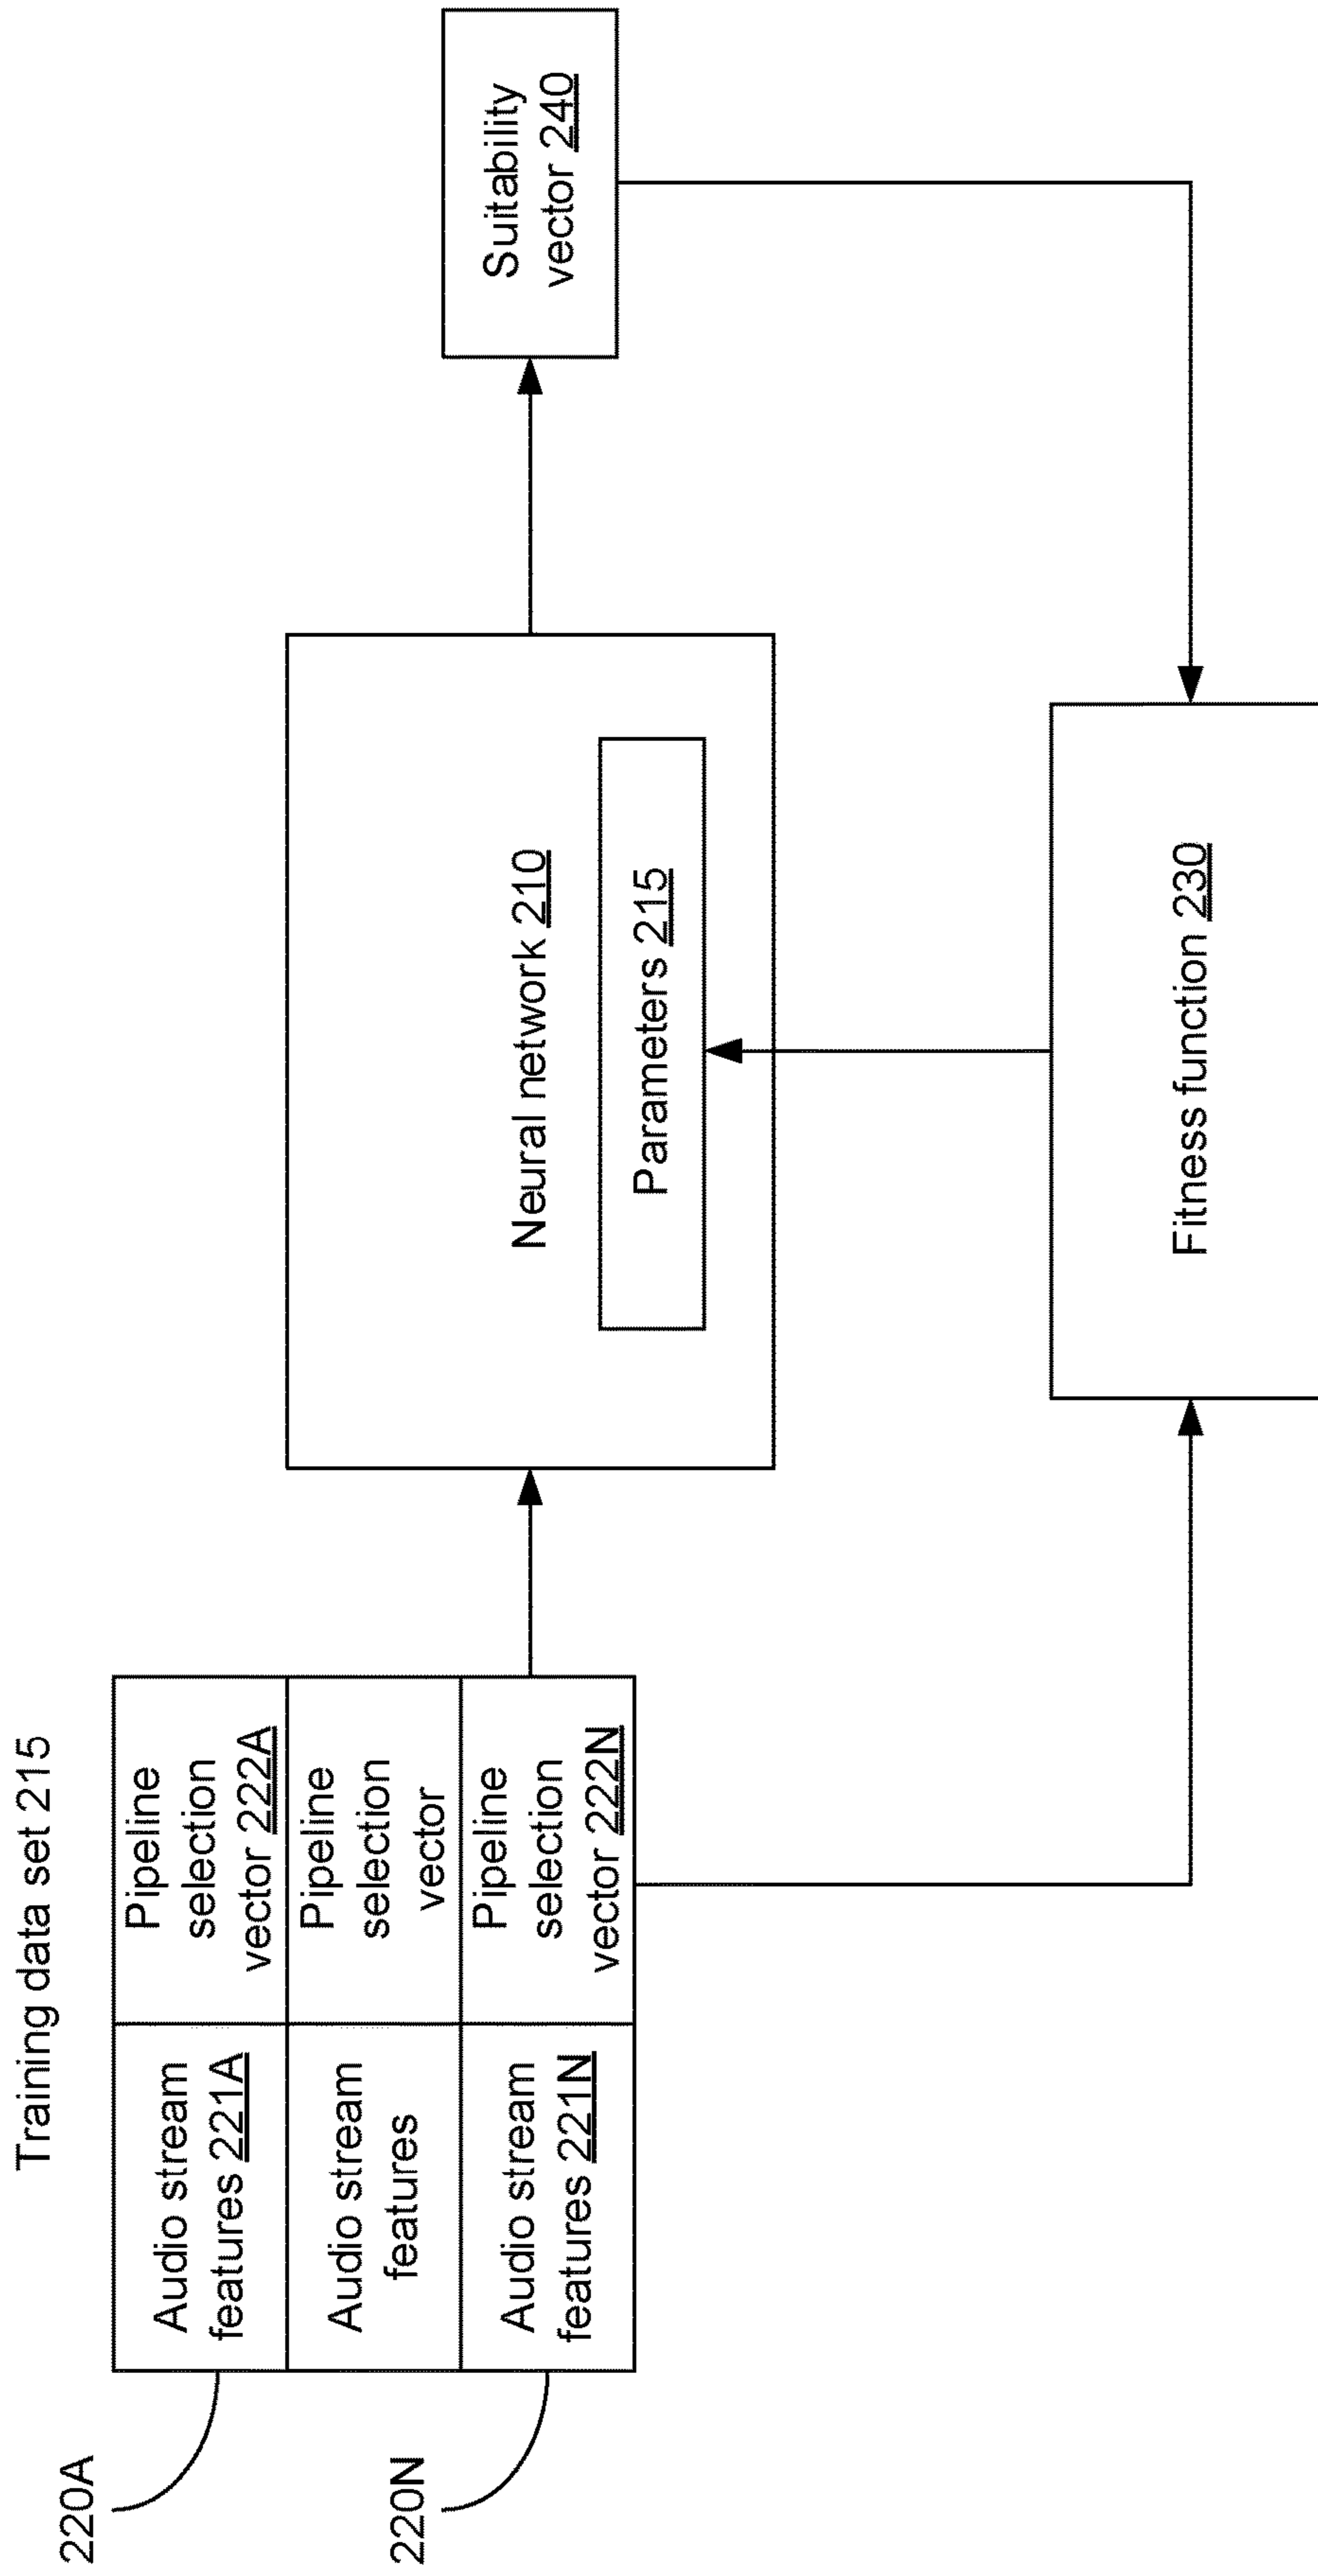 Training data set 215
220A
Audio stream
features 221A
Pipeline
selection
vector 222A
Audio stream
features
Pipeline
selection
vector
220N
Audio stream
features 221N
Pipeline
selection
vector 222N
Neural network 210
Parameters 215
Suitability
vector 240
Fitness function 230